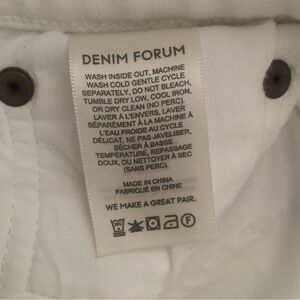 DENIM FORUM
WASH INSIDE OUT, MACHINE
WASH COLD GENTLE CYCLE
SEPARATELY, DO NOT BLEACH,
TUMBLE DRY LOW, COOL IRON,
OR DRY CLEAN (NO PERC).
LAVER À L'ENVERS, LAVER
SÉPARÉMENT À LA MACHINE À
L'EAU FROIDE AU CYCLE
DÉLICAT, NE PAS JAVELISER,
SÉCHER À BASSE
TEMPÉRATURE, REPASSAGE
DOUX, OU NETTOYER À SEC
(SANS PERC).
MADE IN CHINA
FABRIQUÉ EN CHINE
WE MAKE A GREAT PAIR.
F